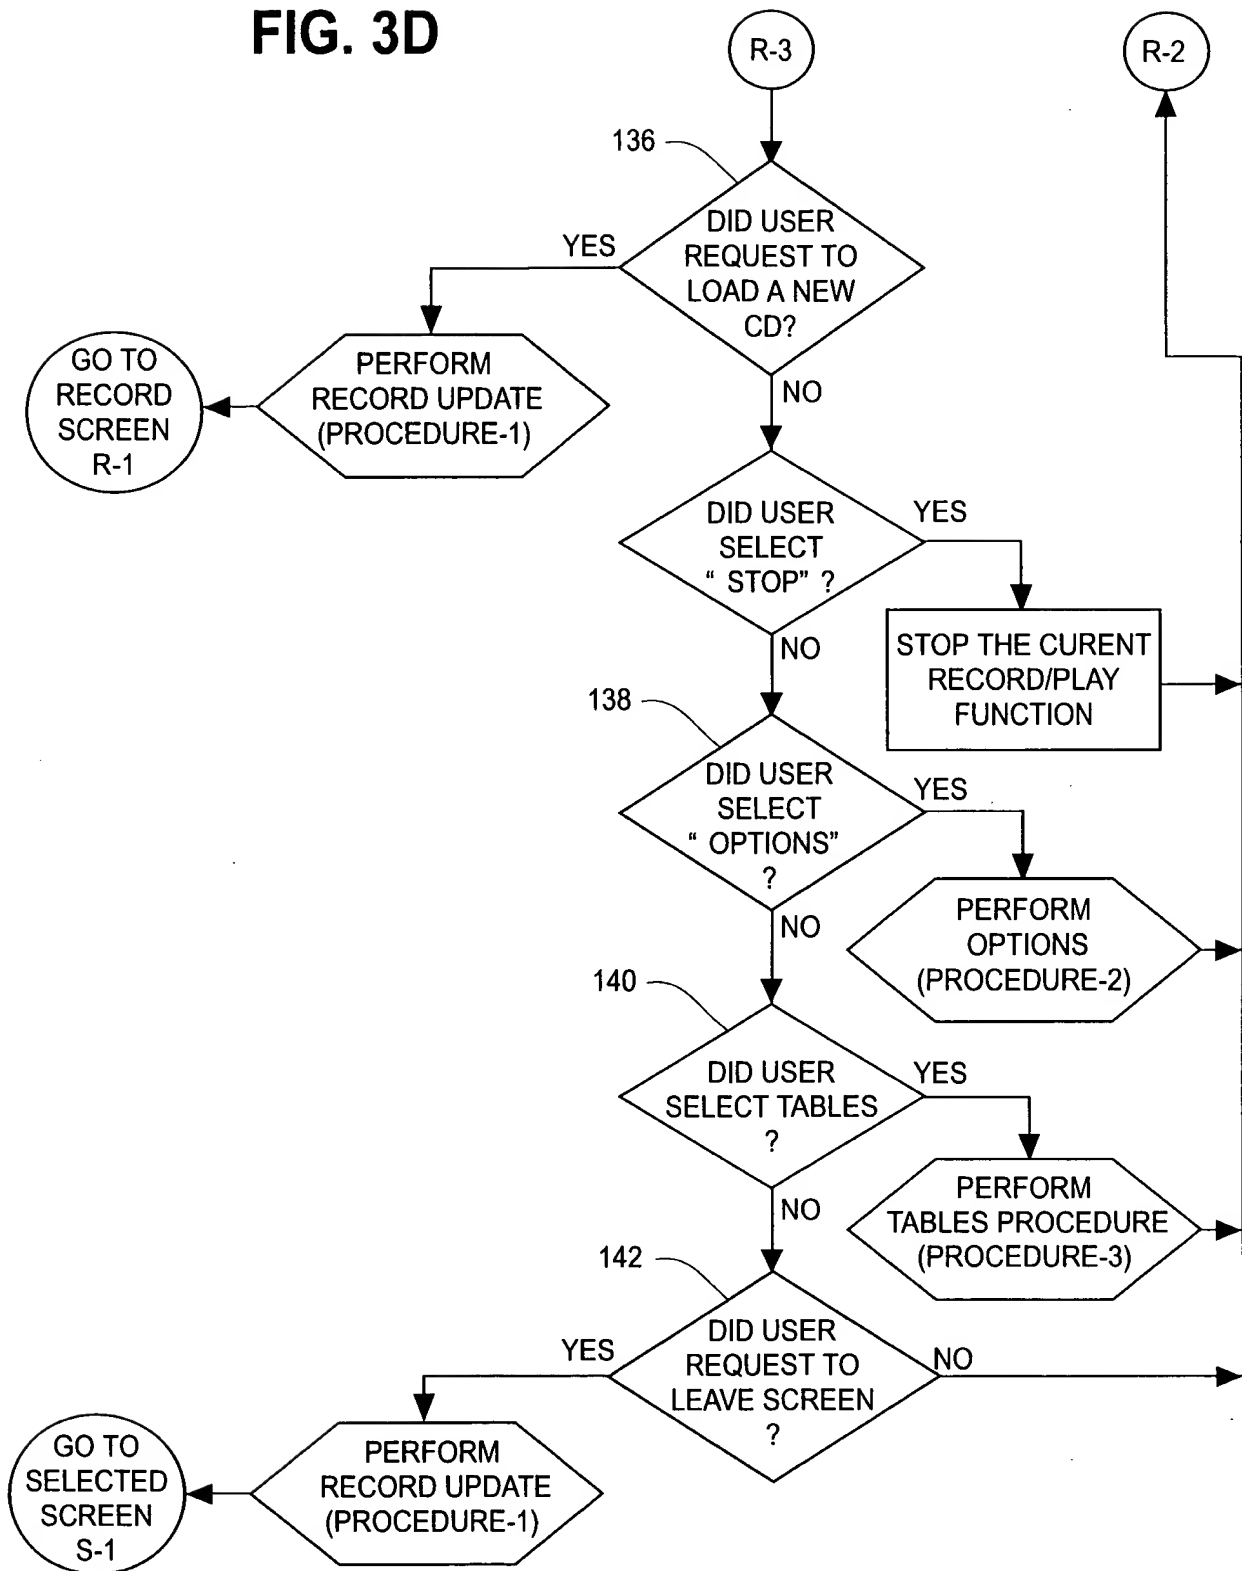 FIG. 3D
R-3
R-2
136
DID USER
REQUEST TO
LOAD A NEW
CD?
YES
NO
PERFORM
RECORD UPDATE
(PROCEDURE-1)
GO TO
RECORD
SCREEN
R-1
DID USER
SELECT
“ STOP” ?
YES
NO
STOP THE CURENT
RECORD/PLAY
FUNCTION
138
DID USER
SELECT
“ OPTIONS”
?
YES
NO
PERFORM
OPTIONS
(PROCEDURE-2)
140
DID USER
SELECT TABLES
?
YES
NO
PERFORM
TABLES PROCEDURE
(PROCEDURE-3)
142
DID USER
REQUEST TO
LEAVE SCREEN
?
YES
NO
PERFORM
RECORD UPDATE
(PROCEDURE-1)
GO TO
SELECTED
SCREEN
S-1